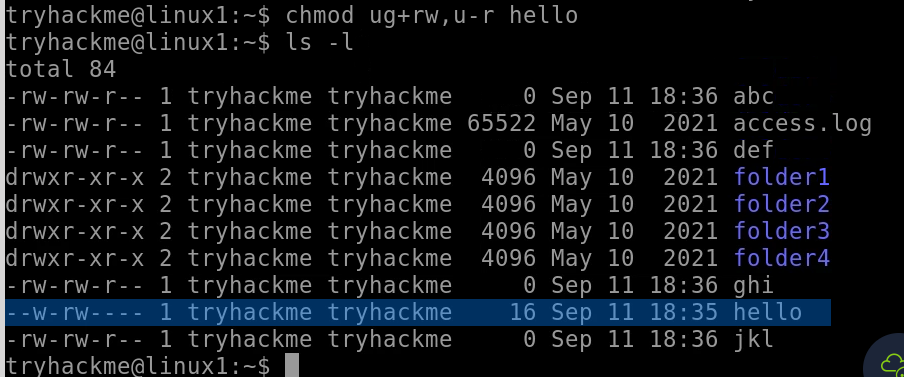 tryhackme@linux1:~$ chmod ug+rw,u-r hello
tryhackme@linux1:~$ ls -l
total 84
-rw-rw-r-- 1 tryhackme tryhackme     0 Sep 11 18:36 abc
-rw-rw-r-- 1 tryhackme tryhackme 65522 May 10  2021 access.log
-rw-rw-r-- 1 tryhackme tryhackme     0 Sep 11 18:36 def
drwxr-xr-x 2 tryhackme tryhackme  4096 May 10  2021 folder1
drwxr-xr-x 2 tryhackme tryhackme  4096 May 10  2021 folder2
drwxr-xr-x 2 tryhackme tryhackme  4096 May 10  2021 folder3
drwxr-xr-x 2 tryhackme tryhackme  4096 May 10  2021 folder4
-rw-rw-r-- 1 tryhackme tryhackme     0 Sep 11 18:36 ghi
--w-rw---- 1 tryhackme tryhackme    16 Sep 11 18:35 hello
-rw-rw-r-- 1 tryhackme tryhackme     0 Sep 11 18:36 jkl
tryhackme@linux1:~$